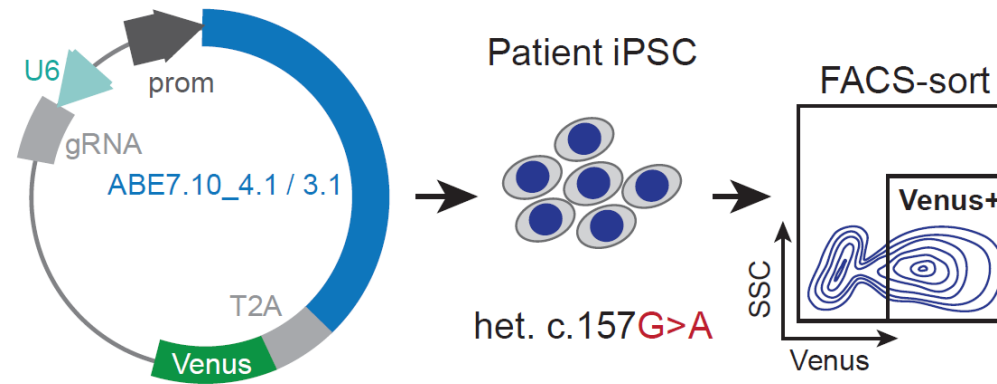 U6
prom
gRNA
ABE7.10_4.1 / 3.1
T2A
Venus
Patient iPSC
het. c.157G>A
FACS-sort
Venus+
SSC
Venus